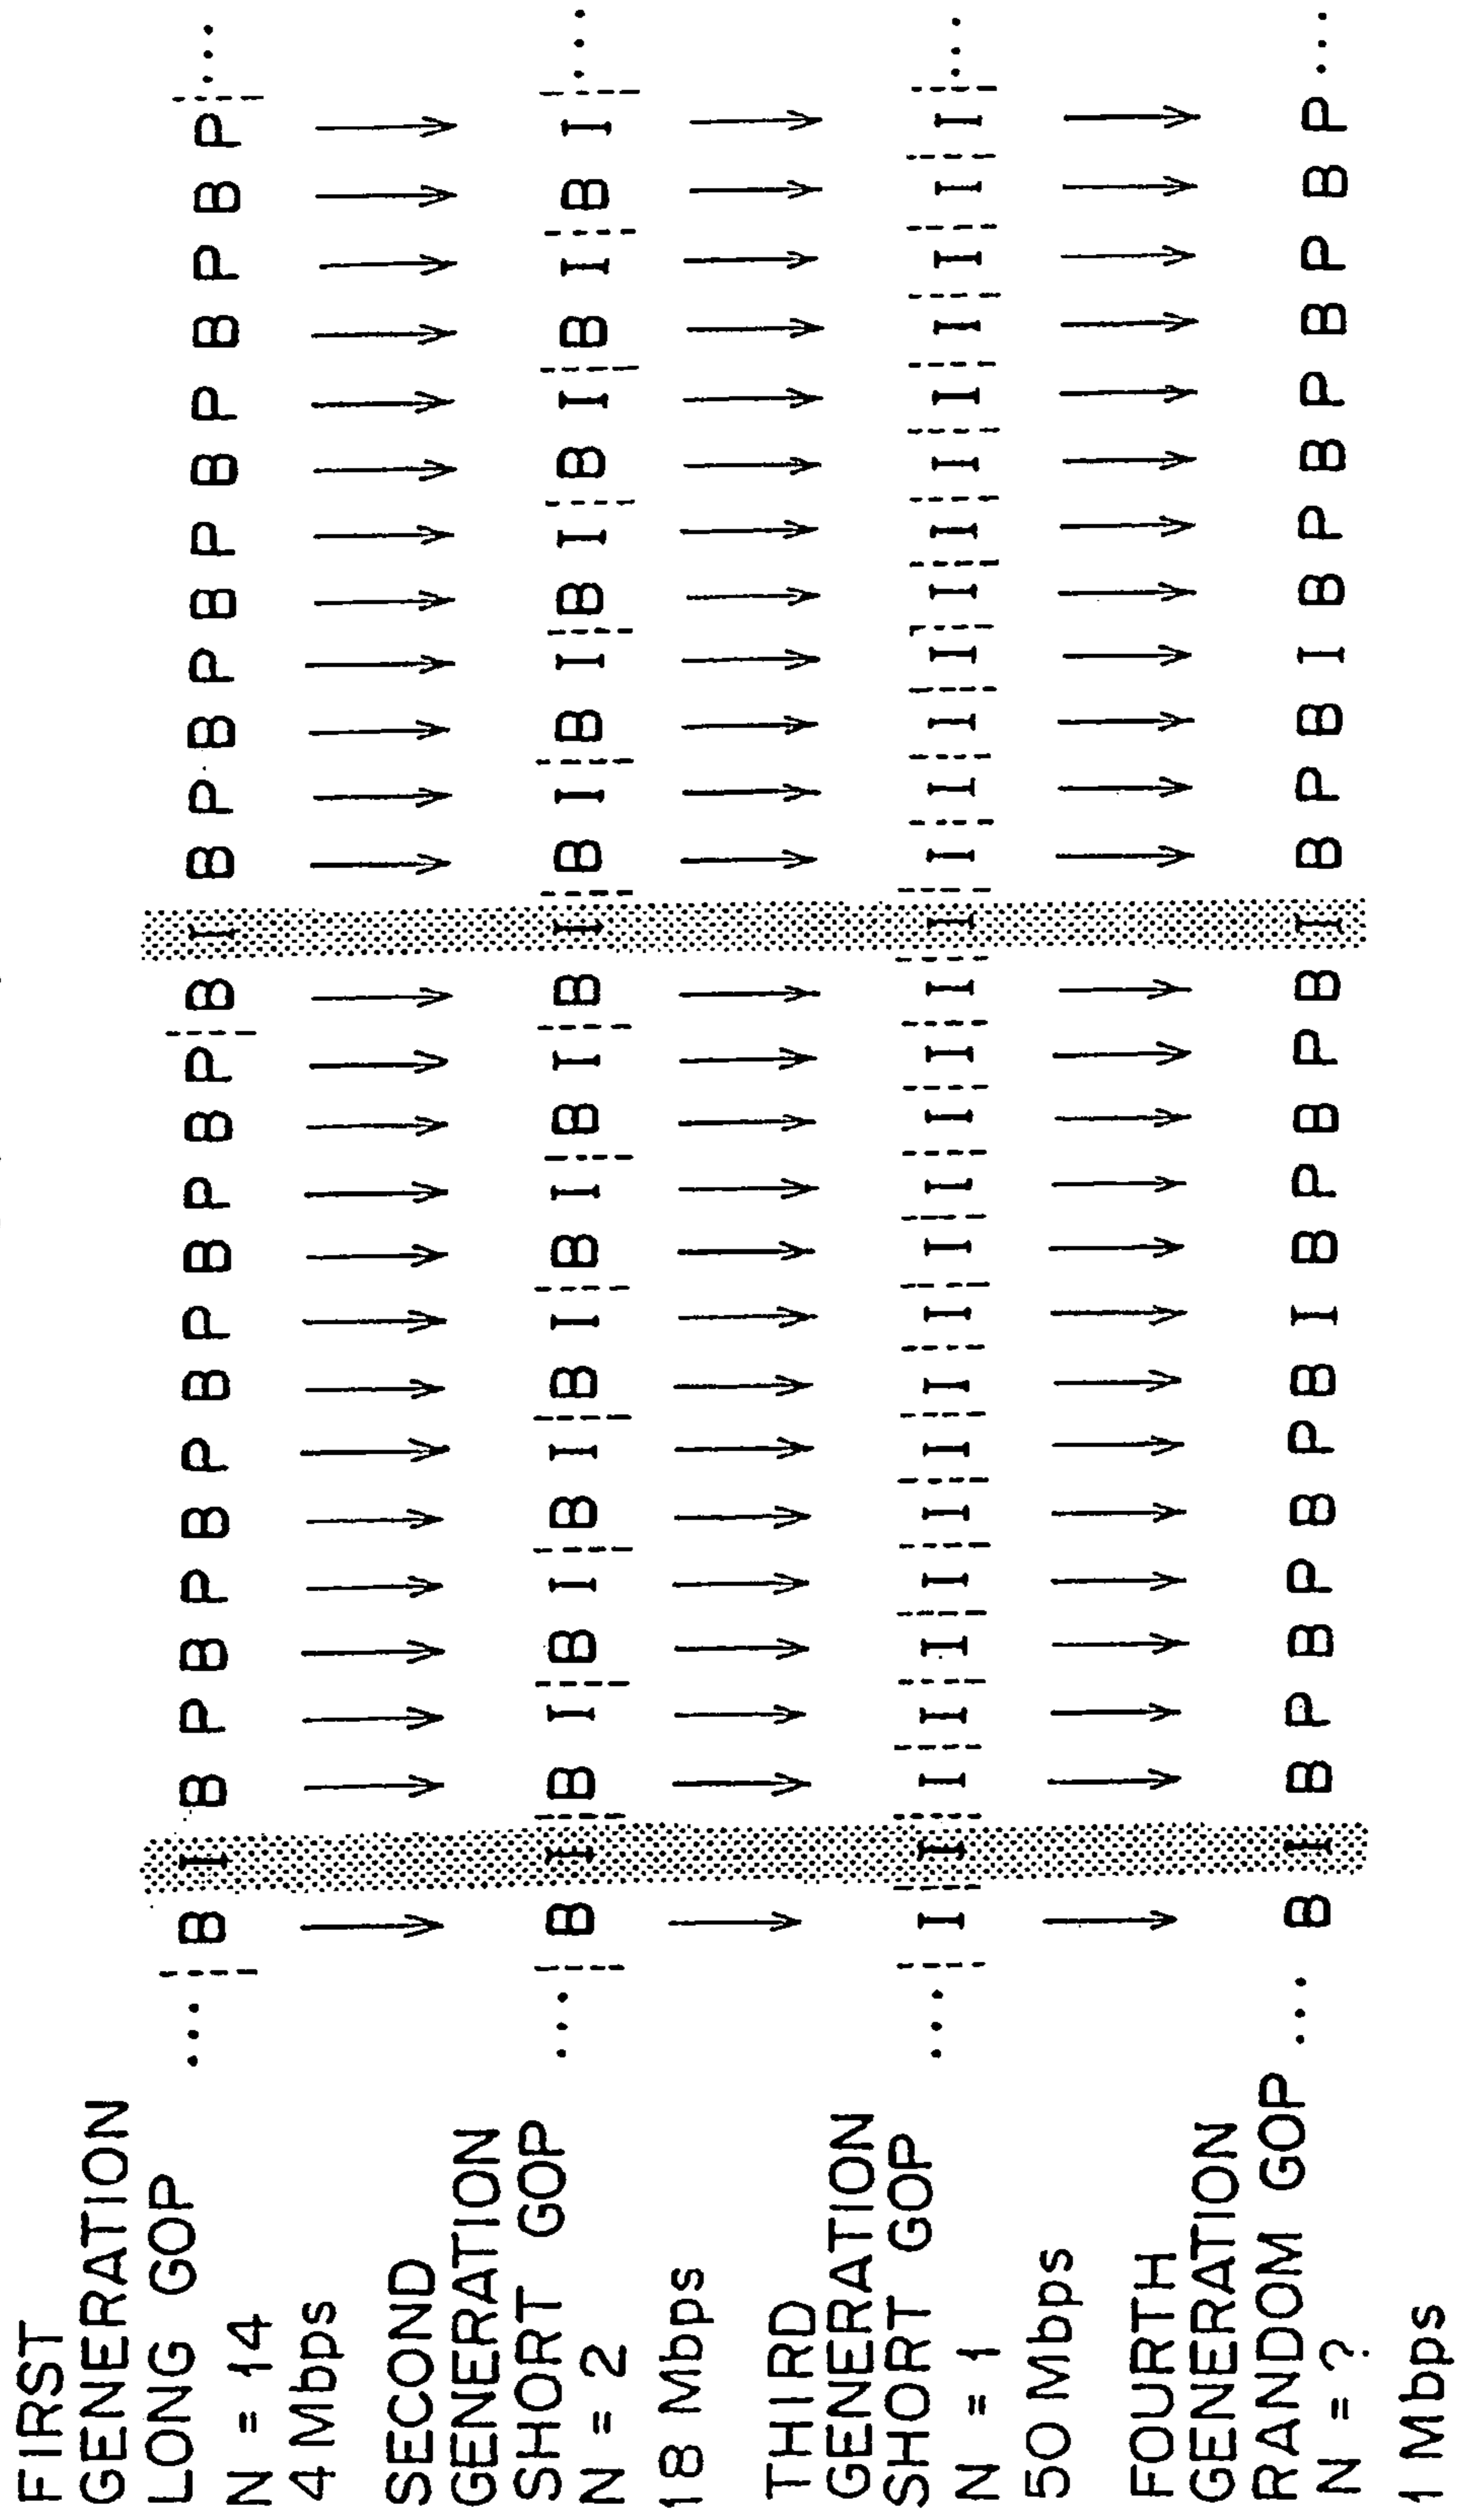 FIRST
GENERATION
LONG GOP ... B I B P B P B P B P B P B P B I B P B P B P B P B P B P ...
N = 14
4 Mbps
SECOND
GENERATION
SHORT GOP ... B I B I B I B I B I B I B I B I B I B I B I B I B I B I ...
N = 2
18 Mbps
THIRD
GENERATION
SHORT GOP ... I I I I I I I I I I I I I I I I I I I I I I I I I I I I ...
N = 1
50 Mbps
FOURTH
GENERATION
RANDOM GOP ... B I B P B P B P B I B P B P B I B P B I B P B P B P B P ...
N = ?
1 Mbps